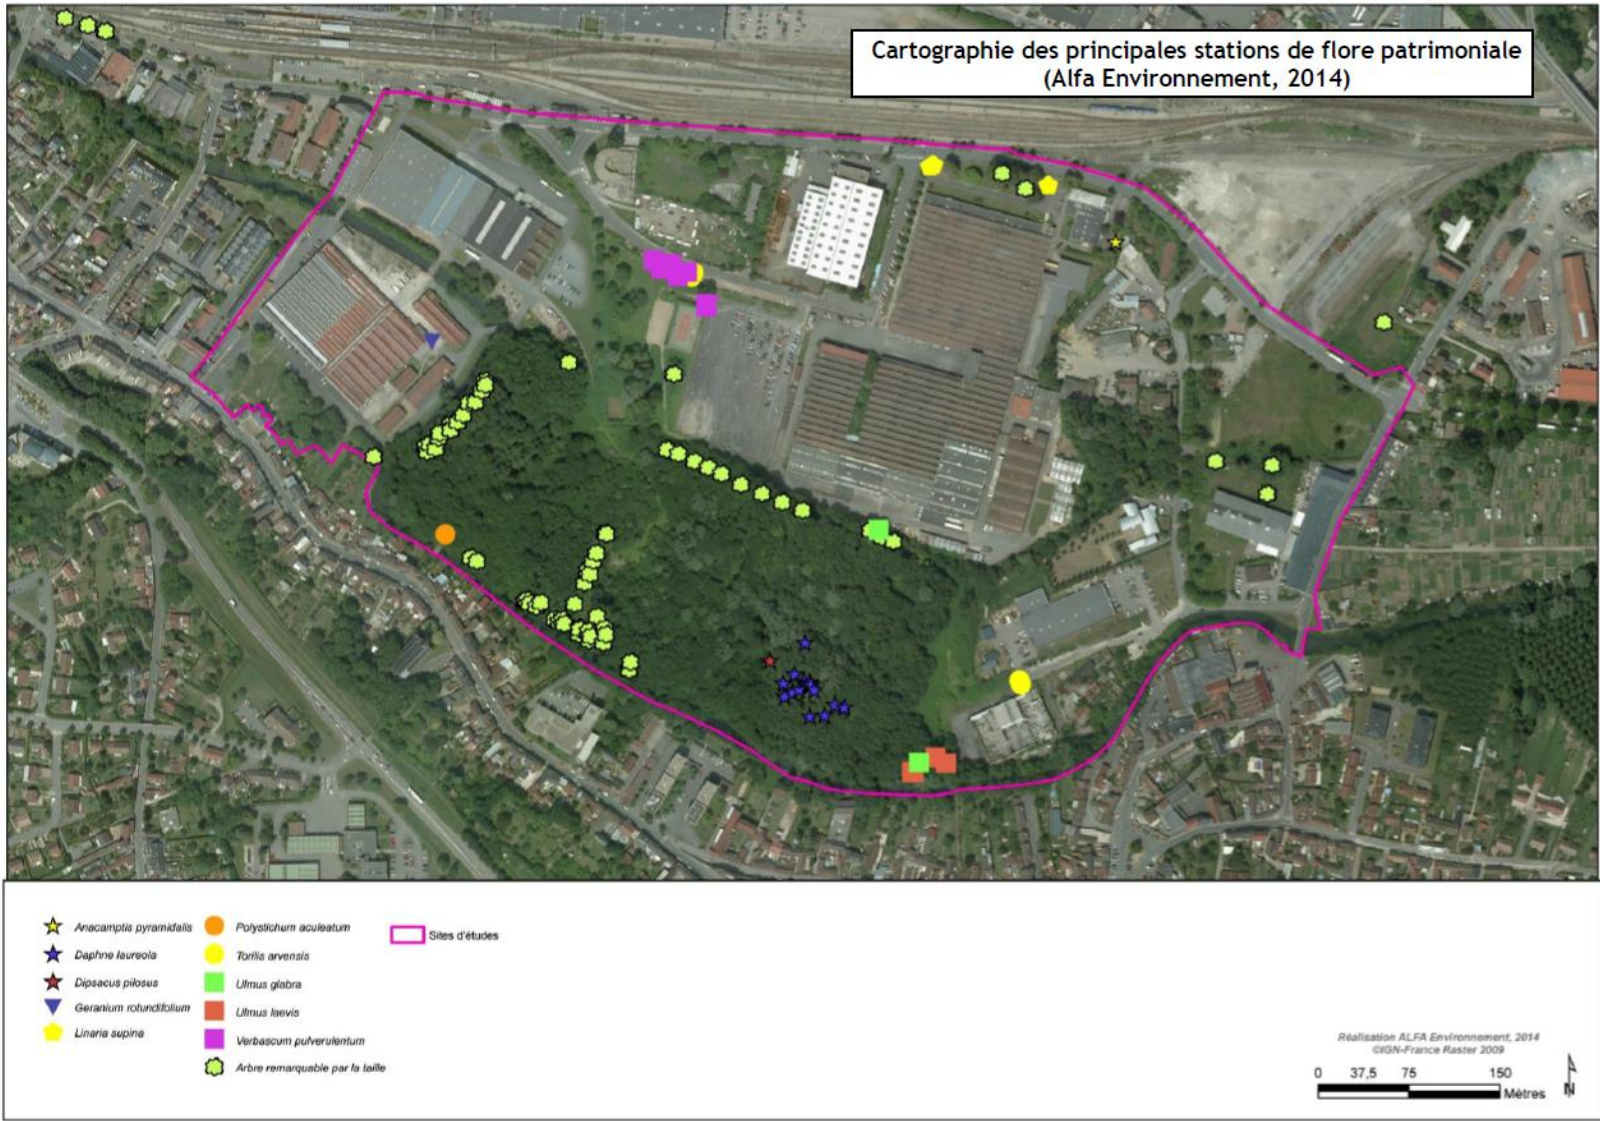 Cartographie des principales stations de flore patrimoniale
(Alfa Environnement, 2014)
Anacamptis pyramidalis
Daphne laureola
Dipsacus pilosus
Geranium rotundifolium
Linaria supina
Polystichum aculeatum
Torilis arvensis
Ulmus glabra
Ulmus laevis
Verbascum pulverulentum
Arbre remarquable par la taille
Sites d'études
Réalisation ALFA Environnement, 2014
©IGN-France Raster 2009
0 37,5 75 150
Mètres
N